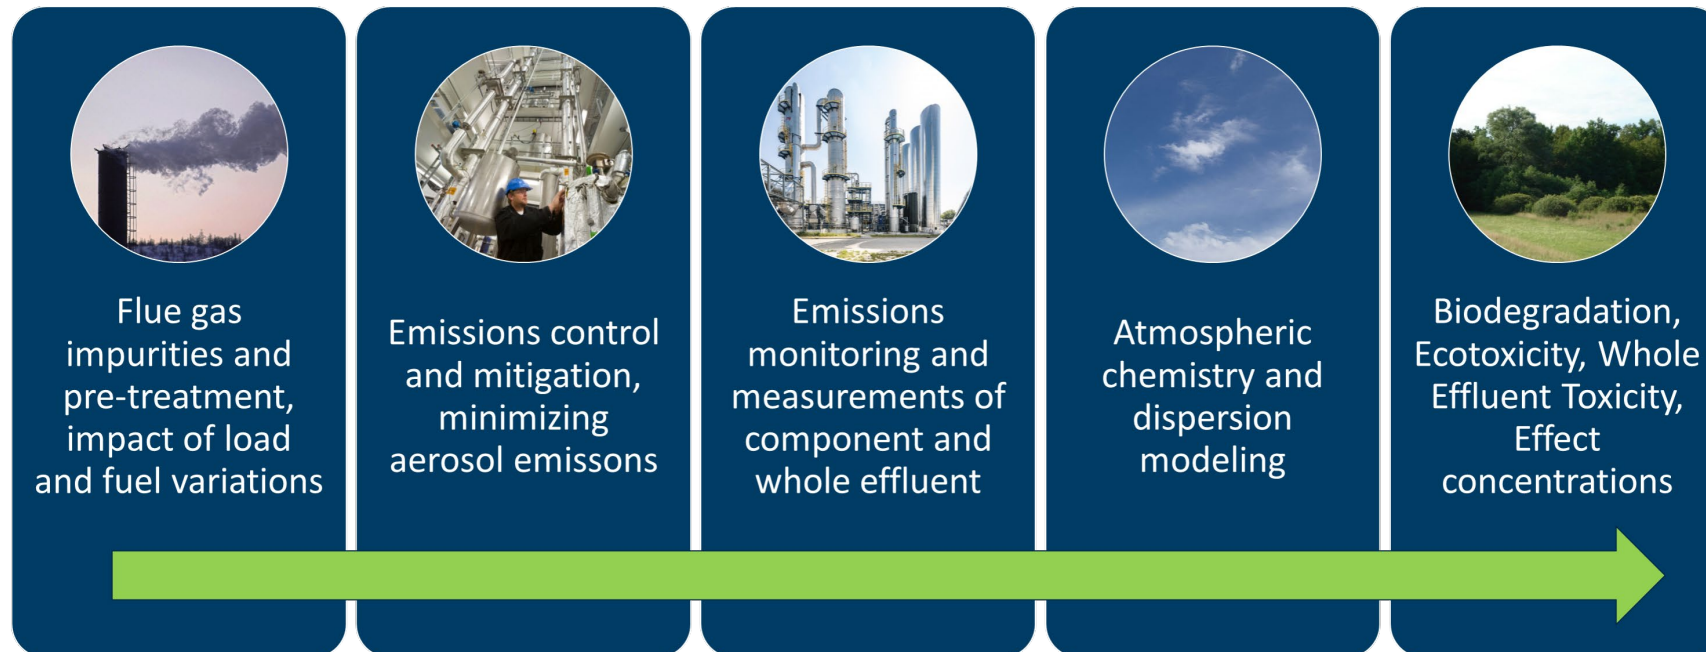 Flue gas
impurities and
pre-treatment,
impact of load
and fuel variations
Emissions control
and mitigation,
minimizing
aerosol emissons
Emissions
monitoring and
measurements of
component and
whole effluent
Atmospheric
chemistry and
dispersion
modeling
Biodegradation,
Ecotoxicity, Whole
Effluent Toxicity,
Effect
concentrations